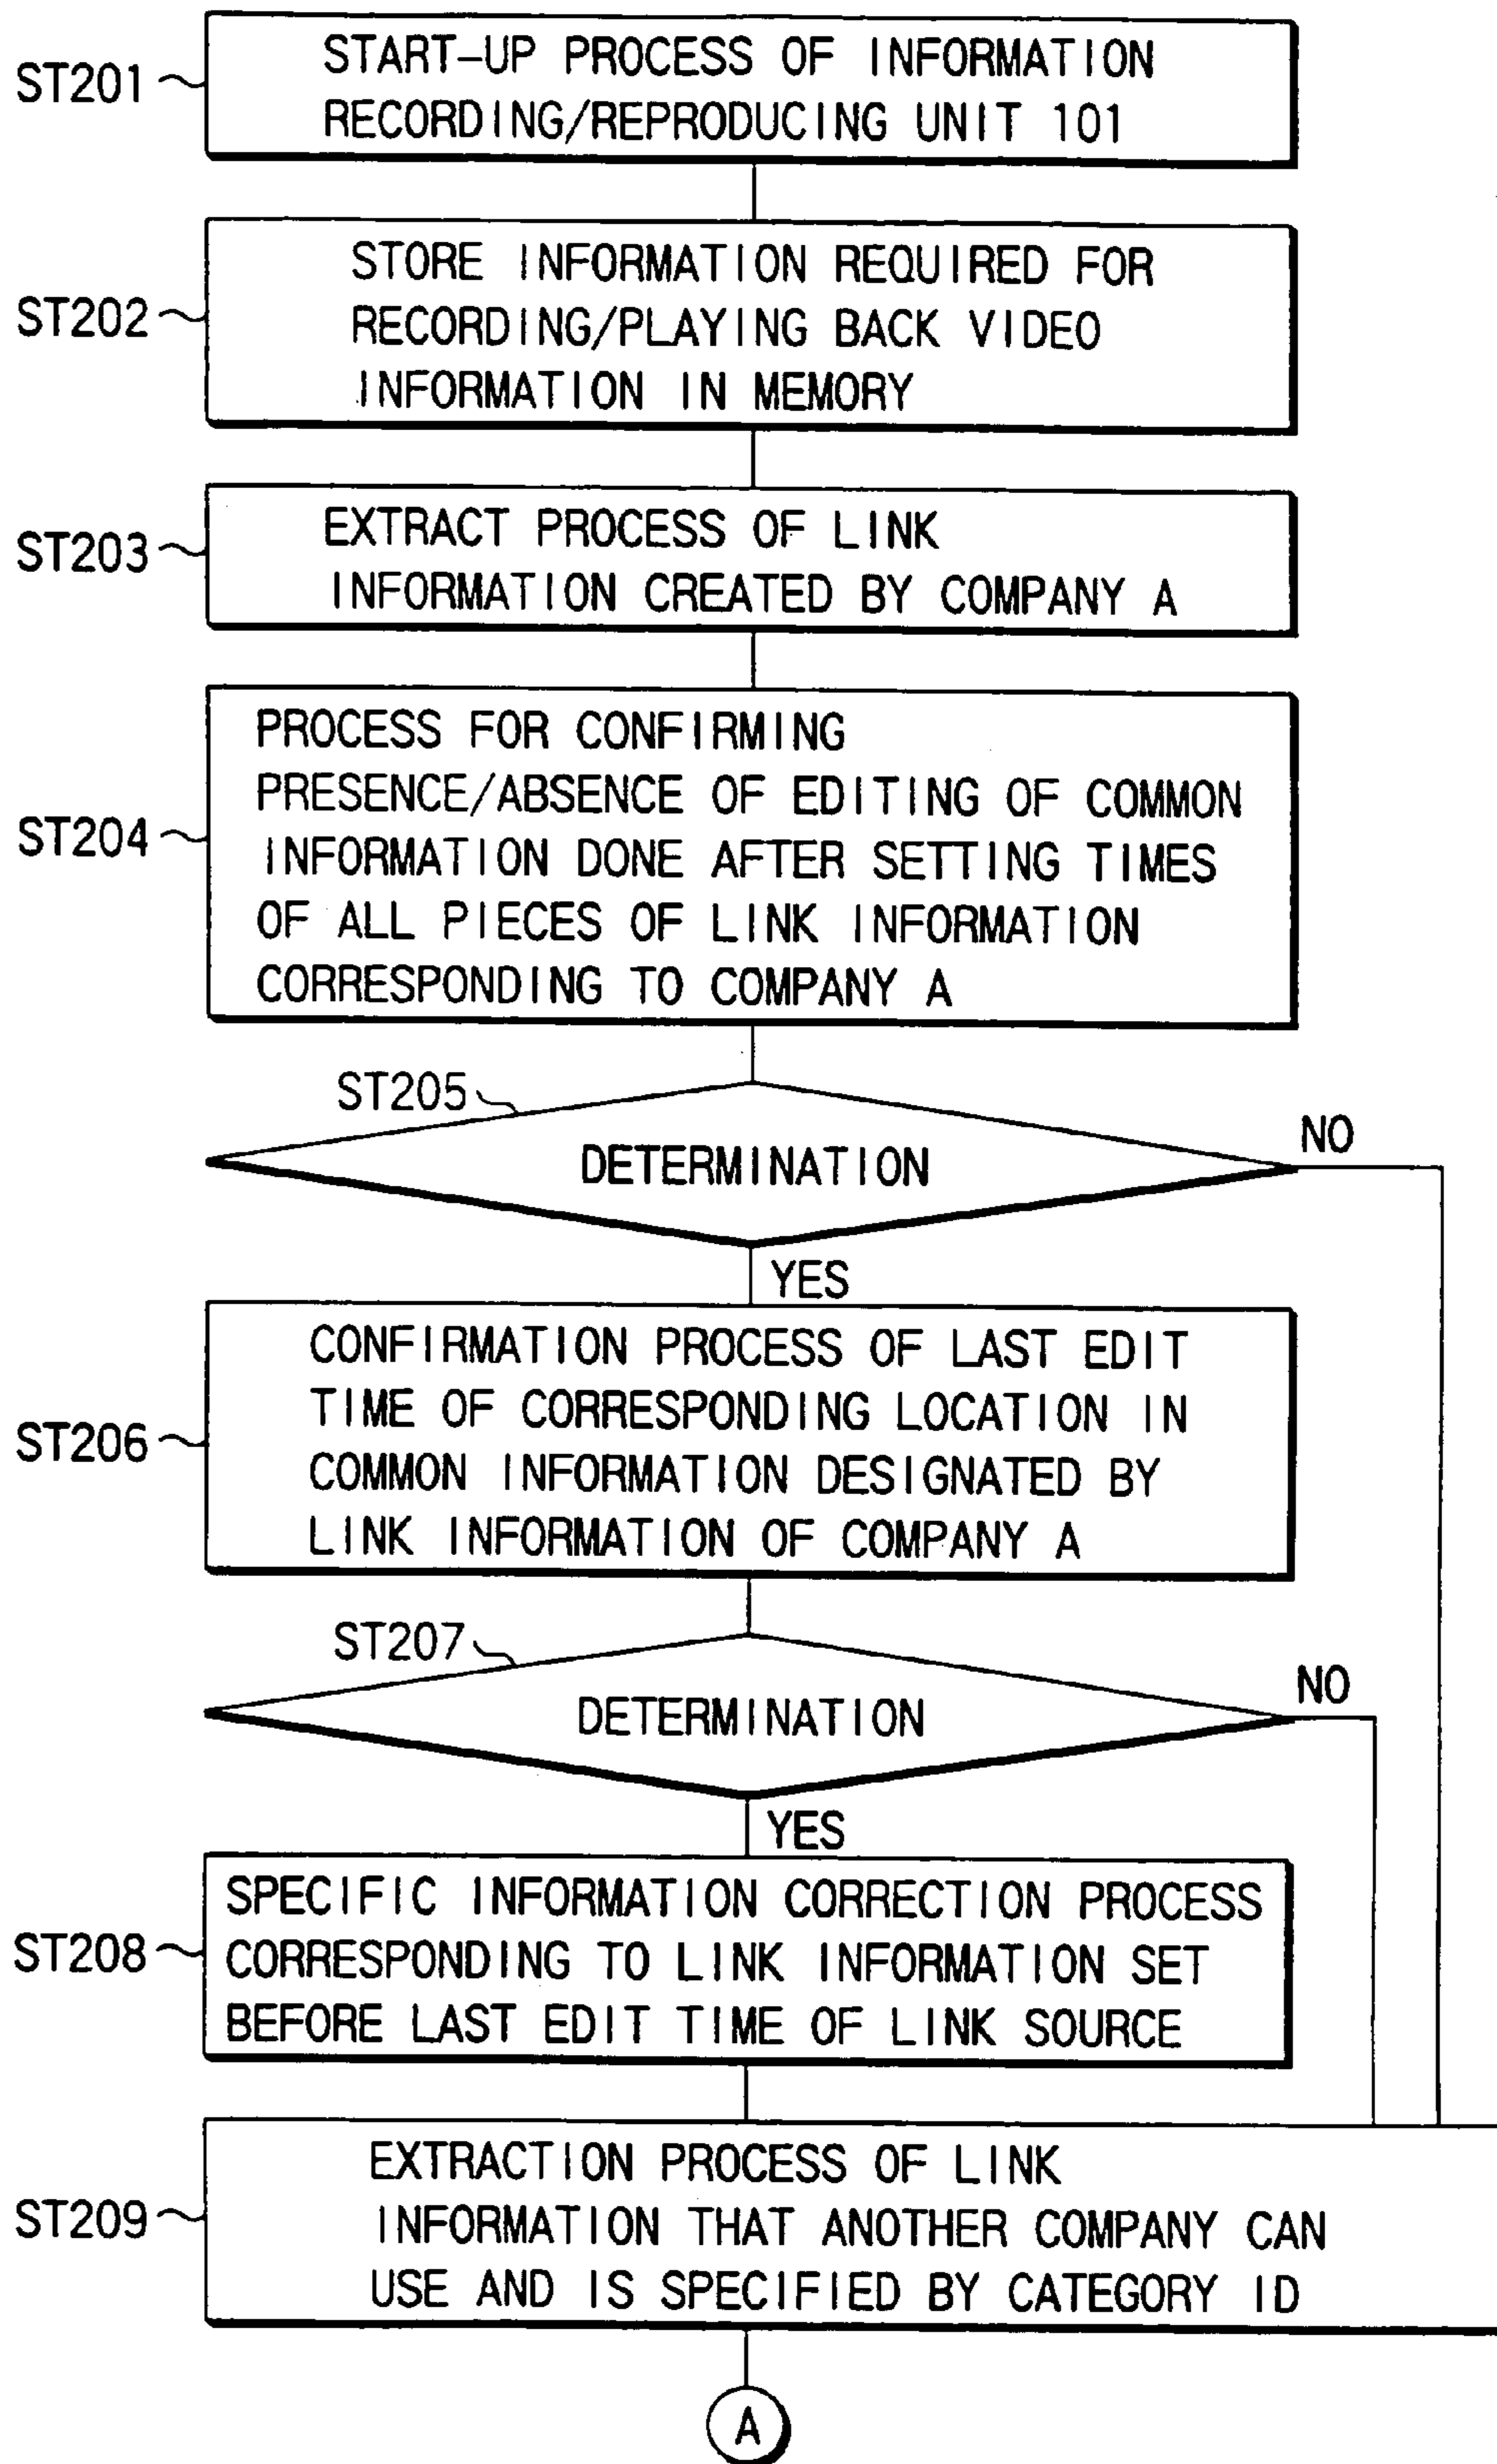 ST201
START-UP PROCESS OF INFORMATION
RECORDING/REPRODUCING UNIT 101
ST202
STORE INFORMATION REQUIRED FOR
RECORDING/PLAYING BACK VIDEO
INFORMATION IN MEMORY
ST203
EXTRACT PROCESS OF LINK
INFORMATION CREATED BY COMPANY A
ST204
PROCESS FOR CONFIRMING
PRESENCE/ABSENCE OF EDITING OF COMMON
INFORMATION DONE AFTER SETTING TIMES
OF ALL PIECES OF LINK INFORMATION
CORRESPONDING TO COMPANY A
ST205
DETERMINATION
NO
YES
ST206
CONFIRMATION PROCESS OF LAST EDIT
TIME OF CORRESPONDING LOCATION IN
COMMON INFORMATION DESIGNATED BY
LINK INFORMATION OF COMPANY A
ST207
DETERMINATION
NO
YES
ST208
SPECIFIC INFORMATION CORRECTION PROCESS
CORRESPONDING TO LINK INFORMATION SET
BEFORE LAST EDIT TIME OF LINK SOURCE
ST209
EXTRACTION PROCESS OF LINK
INFORMATION THAT ANOTHER COMPANY CAN
USE AND IS SPECIFIED BY CATEGORY ID
A